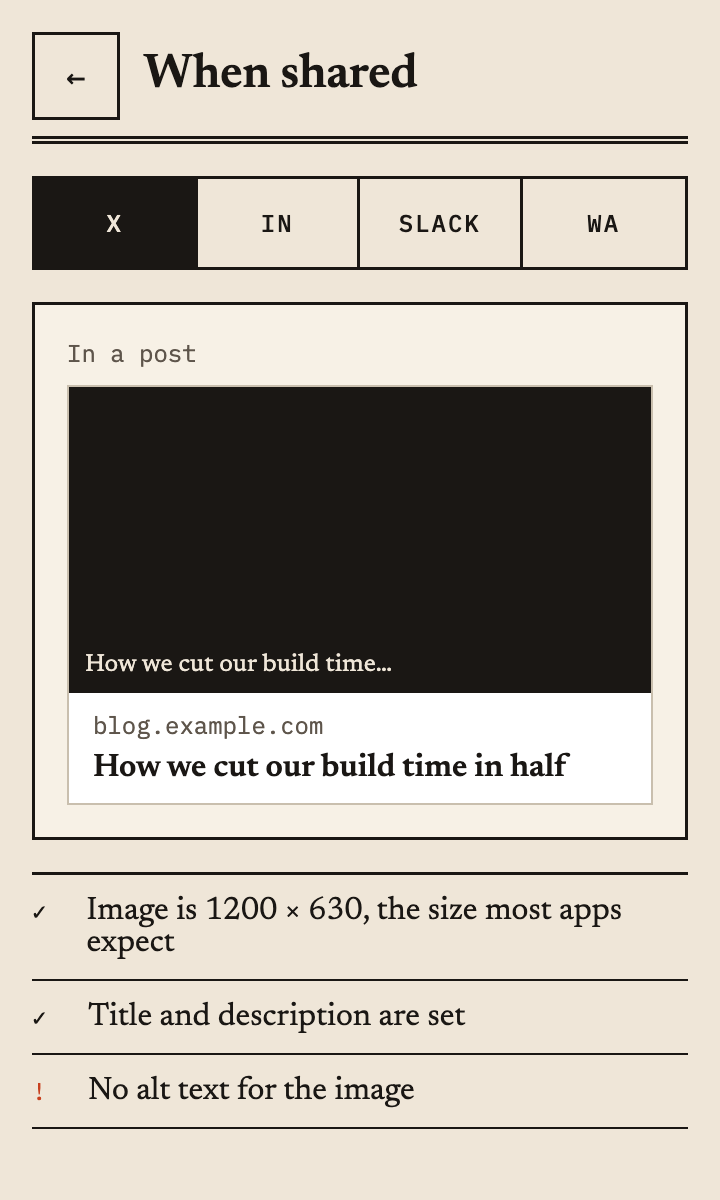 ←
When shared
X
IN
SLACK
WA
In a post
How we cut our build time…
blog.example.com
How we cut our build time in half
✓ Image is 1200 × 630, the size most apps
expect
✓ Title and description are set
! No alt text for the image